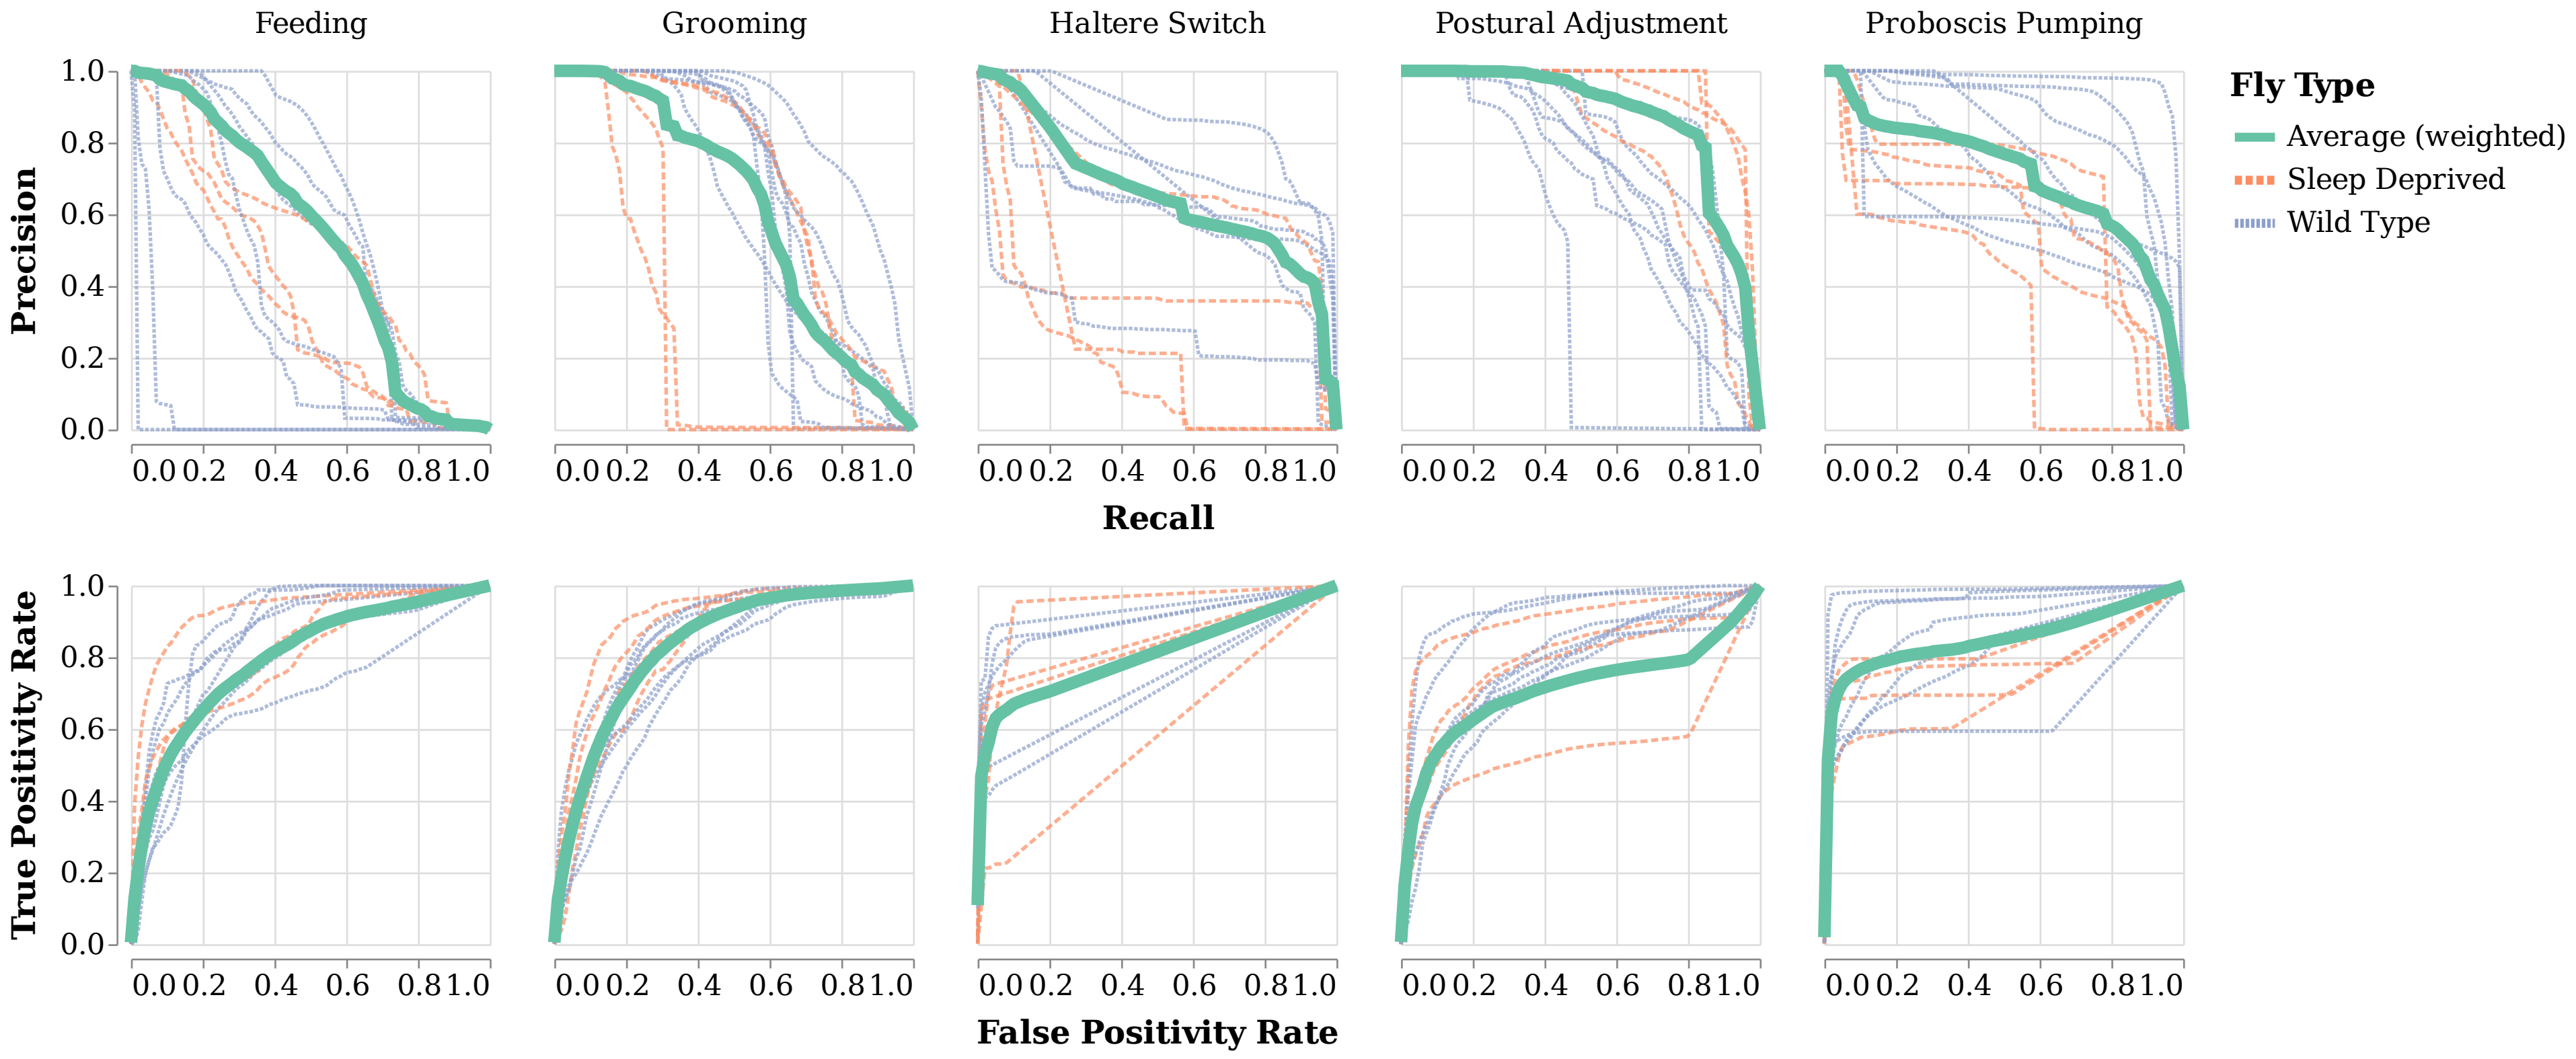 Feeding
Grooming
Haltere Switch
Postural Adjustment
Proboscis Pumping
Fly Type
Average (weighted)
Sleep Deprived
Wild Type
Precision
1.0
0.8
0.6
0.4
0.2
0.0
0.0 0.2 0.4 0.6 0.8 1.0
0.0 0.2 0.4 0.6 0.8 1.0
0.0 0.2 0.4 0.6 0.8 1.0
0.0 0.2 0.4 0.6 0.8 1.0
0.0 0.2 0.4 0.6 0.8 1.0
Recall
True Positivity Rate
1.0
0.8
0.6
0.4
0.2
0.0
0.0 0.2 0.4 0.6 0.8 1.0
0.0 0.2 0.4 0.6 0.8 1.0
0.0 0.2 0.4 0.6 0.8 1.0
0.0 0.2 0.4 0.6 0.8 1.0
0.0 0.2 0.4 0.6 0.8 1.0
False Positivity Rate